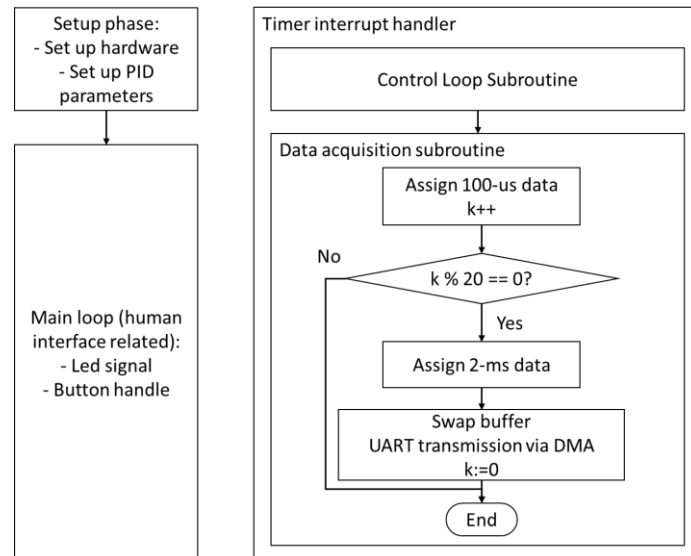 Setup phase:
- Set up hardware
- Set up PID
parameters
Main loop (human
interface related):
- Led signal
- Button handle
Timer interrupt handler
Control Loop Subroutine
Data acquisition subroutine
Assign 100-us data
k++
k % 20 == 0?
No
Yes
Assign 2-ms data
Swap buffer
UART transmission via DMA
k:=0
End